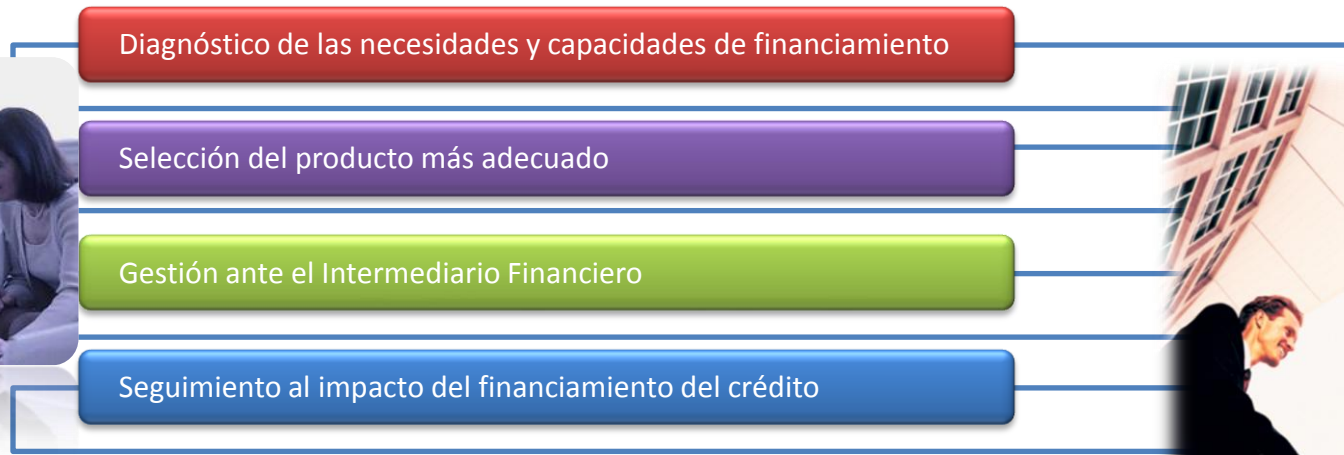 Diagnóstico de las necesidades y capacidades de financiamiento
Selección del producto más adecuado
Gestión ante el Intermediario Financiero
Seguimiento al impacto del financiamiento del crédito